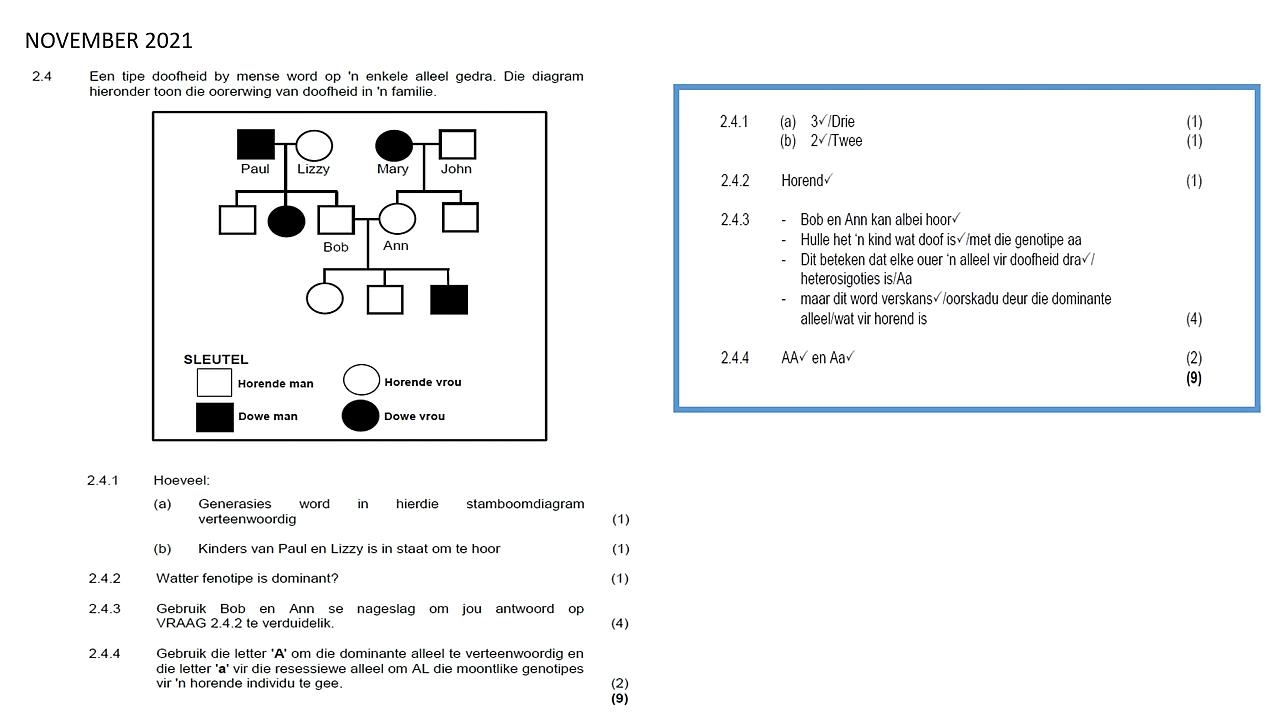 NOVEMBER 2021
2.4 Een tipe doofheid by mense word op 'n enkele alleel gedra. Die diagram
hieronder toon die oorerwing van doofheid in 'n familie.
Paul Lizzy Mary John
Bob Ann
SLEUTEL
Horende man Horende vrou
Dowe man Dowe vrou
2.4.1 Hoeveel:
(a) Generasies word in hierdie stamboomdiagram
verteenwoordig (1)
(b) Kinders van Paul en Lizzy is in staat om te hoor (1)
2.4.2 Watter fenotipe is dominant? (1)
2.4.3 Gebruik Bob en Ann se nageslag om jou antwoord op
VRAAG 2.4.2 te verduidelik. (4)
2.4.4 Gebruik die letter 'A' om die dominante alleel te verteenwoordig en
die letter 'a' vir die resessiewe alleel om AL die moontlike genotipes
vir 'n horende individu te gee. (2)
(9)
2.4.1 (a) 3✓/Drie (1)
(b) 2✓/Twee (1)
2.4.2 Horend✓ (1)
2.4.3 - Bob en Ann kan albei hoor✓
- Hulle het 'n kind wat doof is✓/met die genotipe aa
- Dit beteken dat elke ouer 'n alleel vir doofheid dra✓/
heterosigoties is/Aa
- maar dit word verskans✓/oorskadu deur die dominante
alleel/wat vir horend is (4)
2.4.4 AA✓ en Aa✓ (2)
(9)